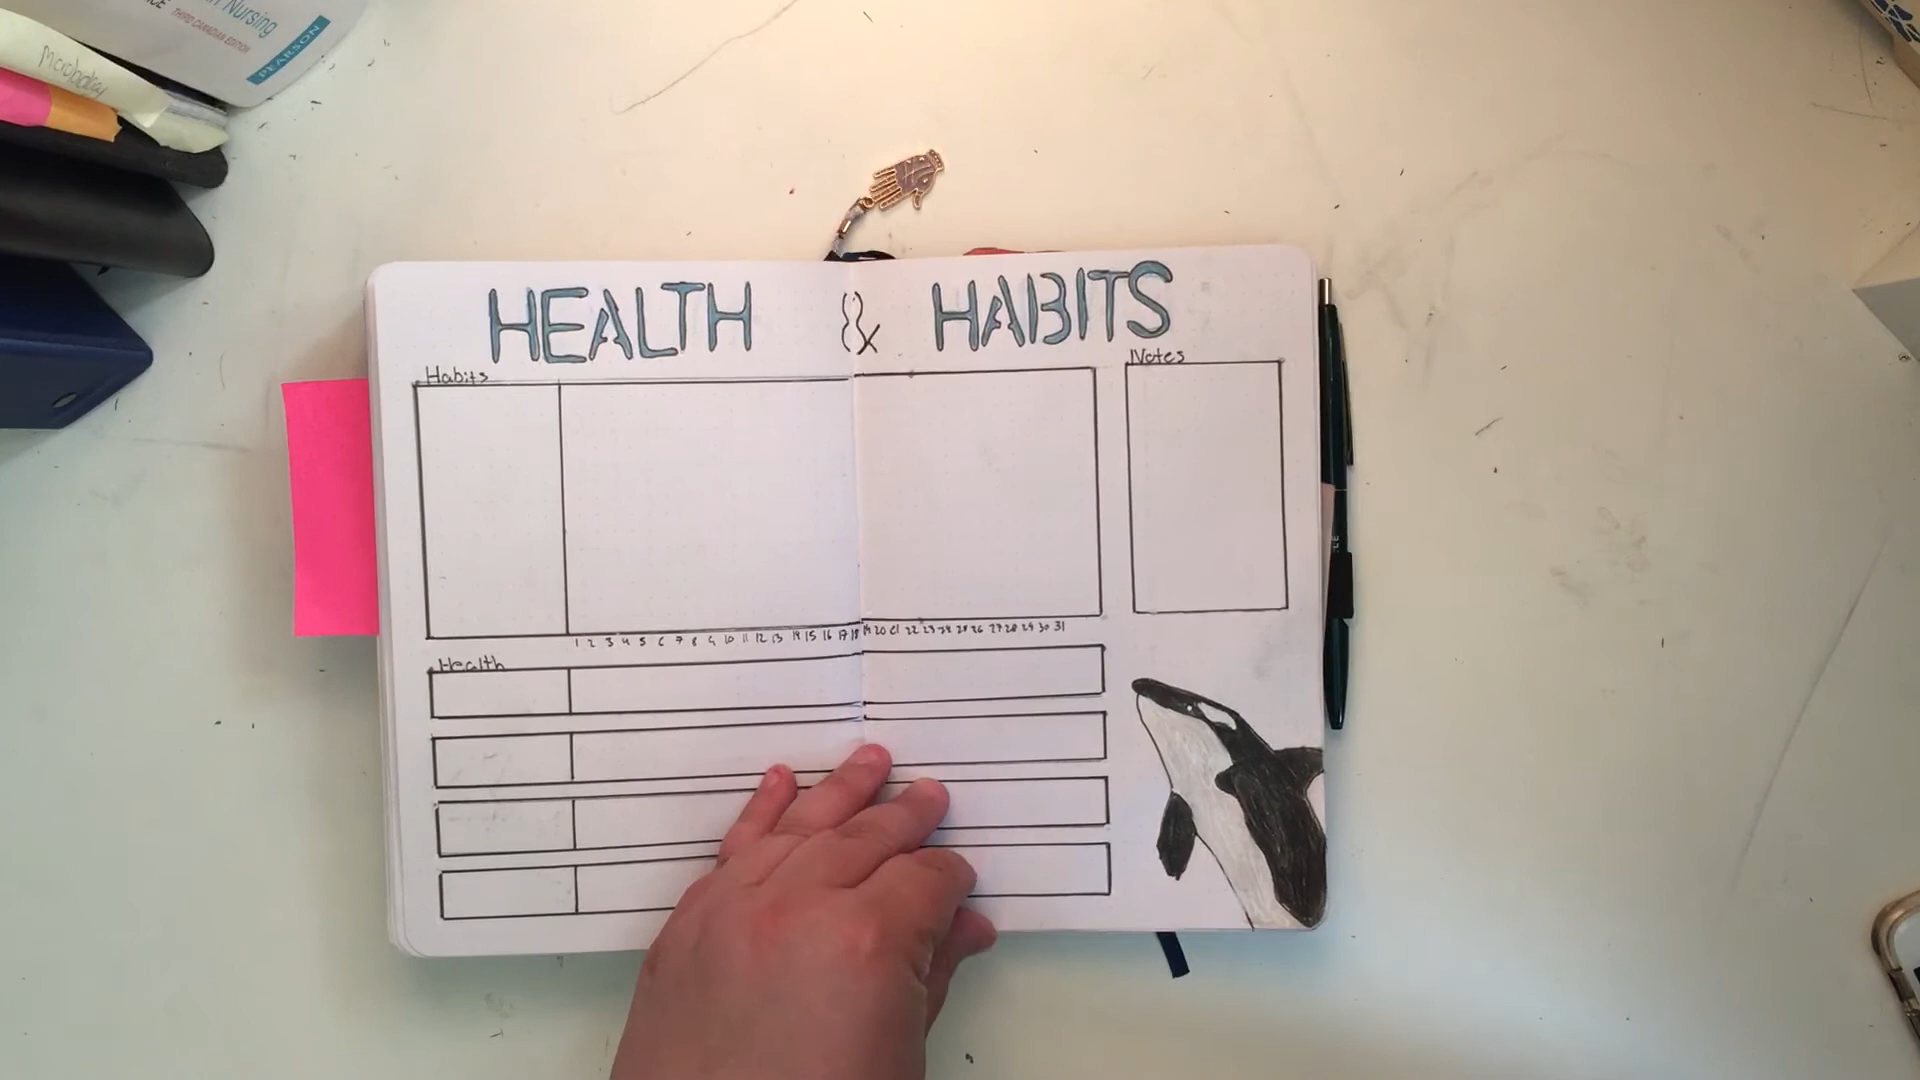 Nursing
THIRD CANADIAN EDITION
PEARSON
Microbiology
HEALTH & HABITS
Habits
Notes
1 2 3 4 5 6 7 8 9 10 11 12 13 14 15 16 17 18 19 20 21 22 23 24 25 26 27 28 29 30 31
Health